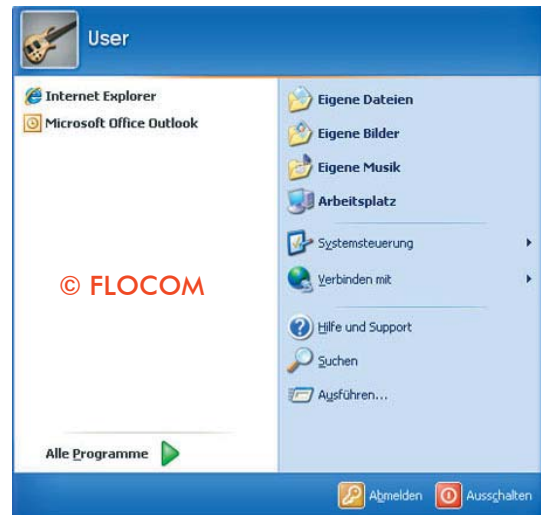 User
Internet Explorer
Microsoft Office Outlook
© FLOCOM
Alle Programme
Eigene Dateien
Eigene Bilder
Eigene Musik
Arbeitsplatz
Systemsteuerung
Verbinden mit
Hilfe und Support
Suchen
Ausführen...
Abmelden
Ausschalten